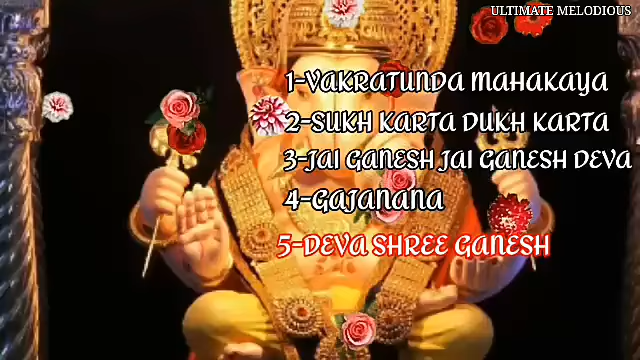 ULTIMATE MELODIOUS
1-VAKRATUNDA MAHAKAYA
2-SUKH KARTA DUKH KARTA
3-JAI GANESH JAI GANESH DEVA
4-GAJANANA
5-DEVA SHREE GANESH